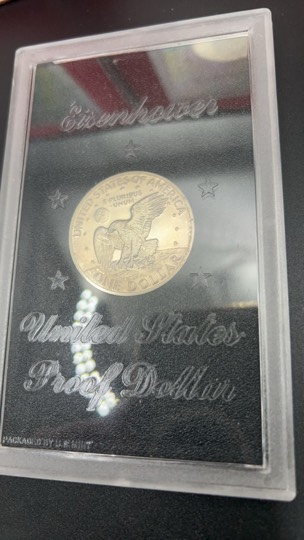 Eisenhower
UNITED STATES OF AMERICA
E PLURIBUS
UNUM
ONE DOLLAR
United States
Proof Dollar
PACKAGED BY U.S. MINT